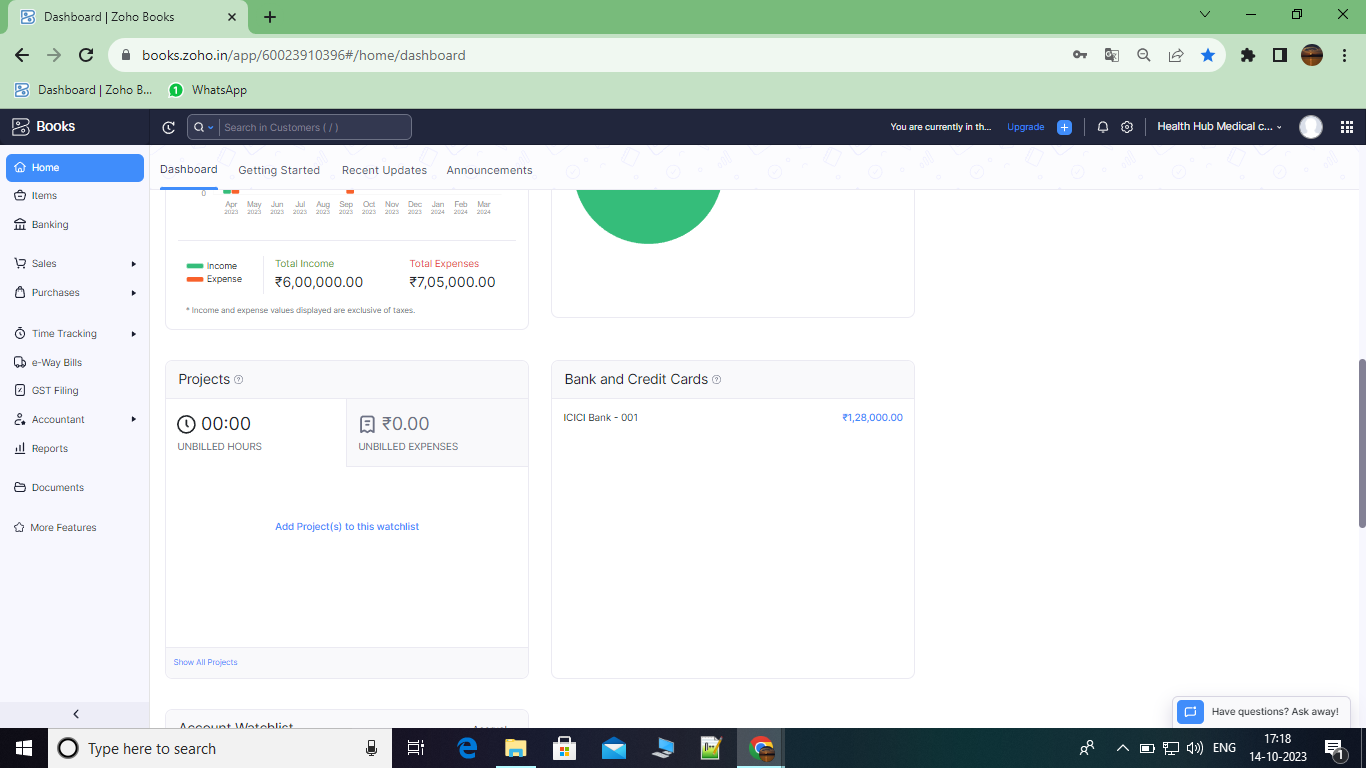 Dashboard | Zoho Books
books.zoho.in/app/60023910396#/home/dashboard
Dashboard | Zoho B...
WhatsApp
Books
Search in Customers ( / )
You are currently in th...
Upgrade
Health Hub Medical c...
Home
Items
Banking
Sales
Purchases
Time Tracking
e-Way Bills
GST Filing
Accountant
Reports
Documents
More Features
Dashboard Getting Started Recent Updates Announcements
0
Apr May Jun Jul Aug Sep Oct Nov Dec Jan Feb Mar
2023 2023 2023 2023 2023 2023 2023 2023 2023 2024 2024 2024
Income
Expense
Total Income
₹6,00,000.00
Total Expenses
₹7,05,000.00
* Income and expense values displayed are exclusive of taxes.
Projects
00:00
UNBILLED HOURS
₹0.00
UNBILLED EXPENSES
Add Project(s) to this watchlist
Show All Projects
Bank and Credit Cards
ICICI Bank - 001 ₹1,28,000.00
Account Watchlist
Have questions? Ask away!
Type here to search
ENG
17:18
14-10-2023
1